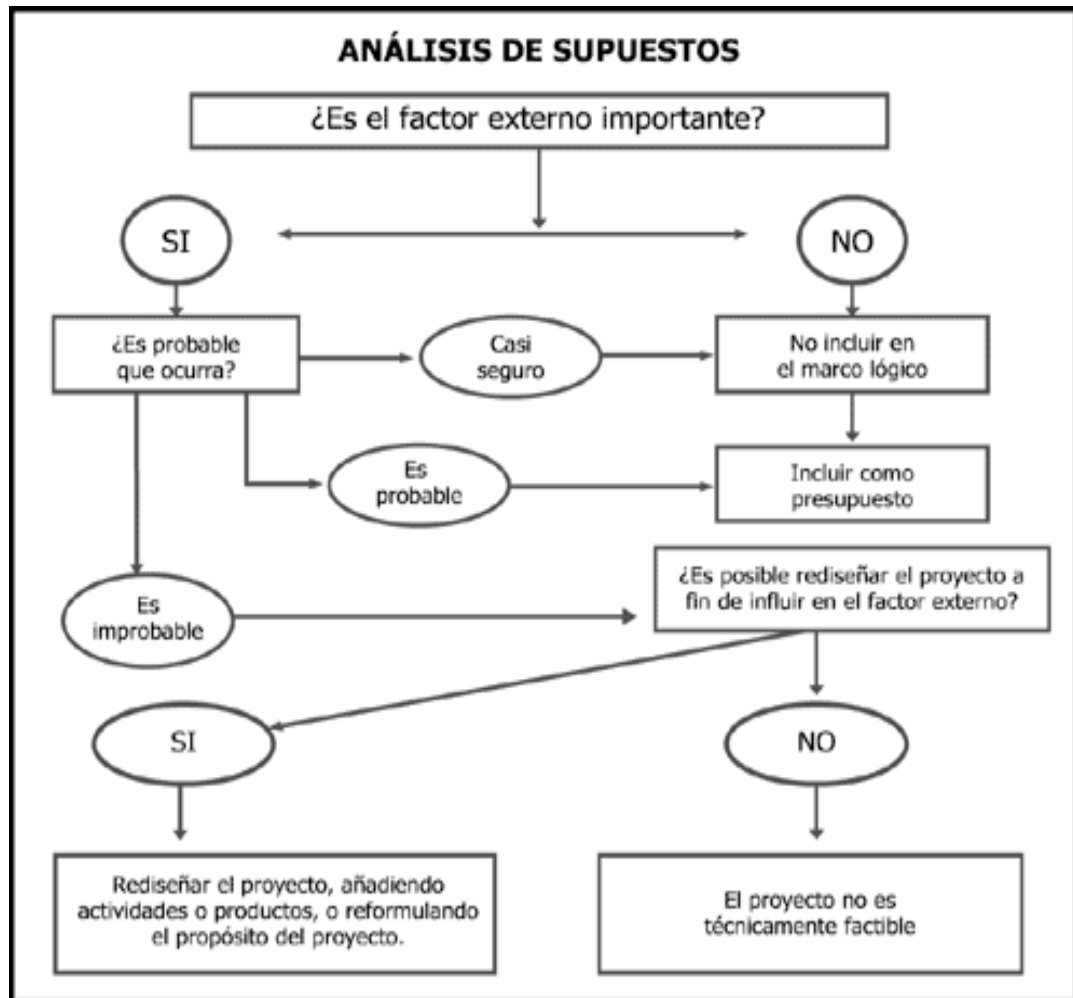 ANÁLISIS DE SUPUESTOS
¿Es el factor externo importante?
SI
NO
¿Es probable
que ocurra?
Casi
seguro
No incluir en
el marco lógico
Es
probable
Incluir como
presupuesto
Es
improbable
¿Es posible rediseñar el proyecto a
fin de influir en el factor externo?
SI
NO
Rediseñar el proyecto, añadiendo
actividades o productos, o reformulando
el propósito del proyecto.
El proyecto no es
técnicamente factible